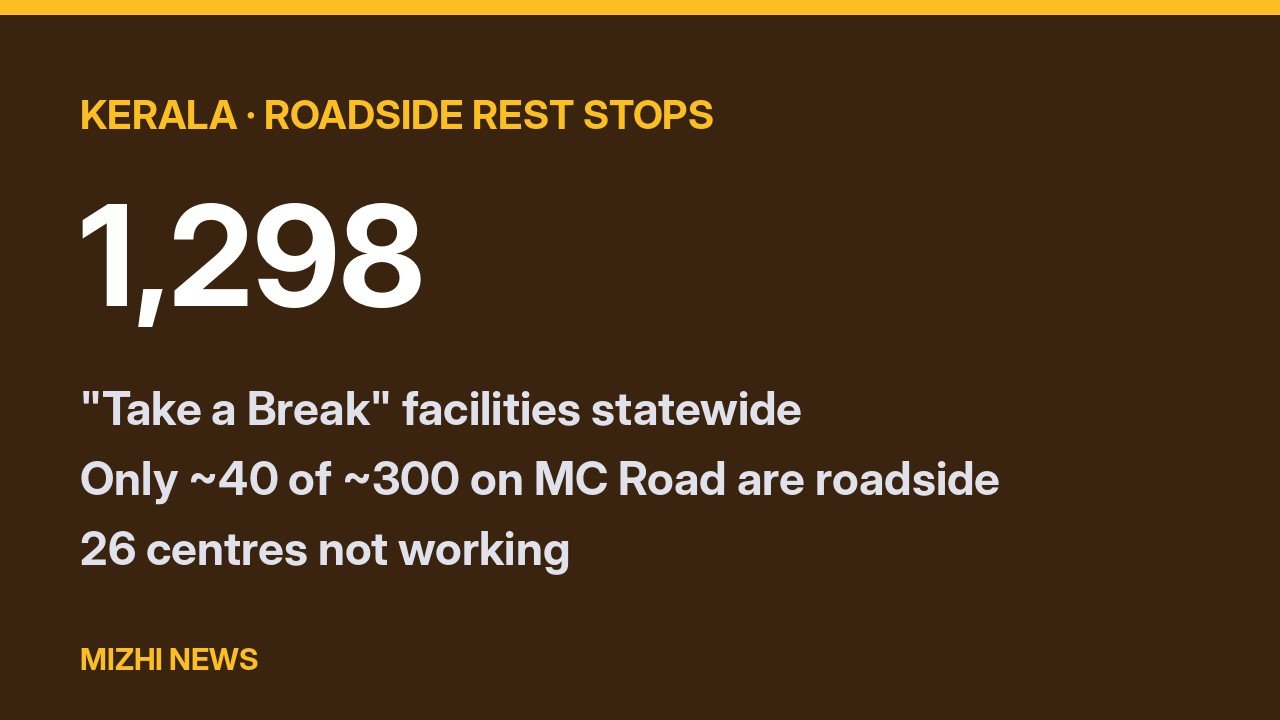 KERALA · ROADSIDE REST STOPS
1,298
"Take a Break" facilities statewide
Only ~40 of ~300 on MC Road are roadside
26 centres not working
MIZHI NEWS